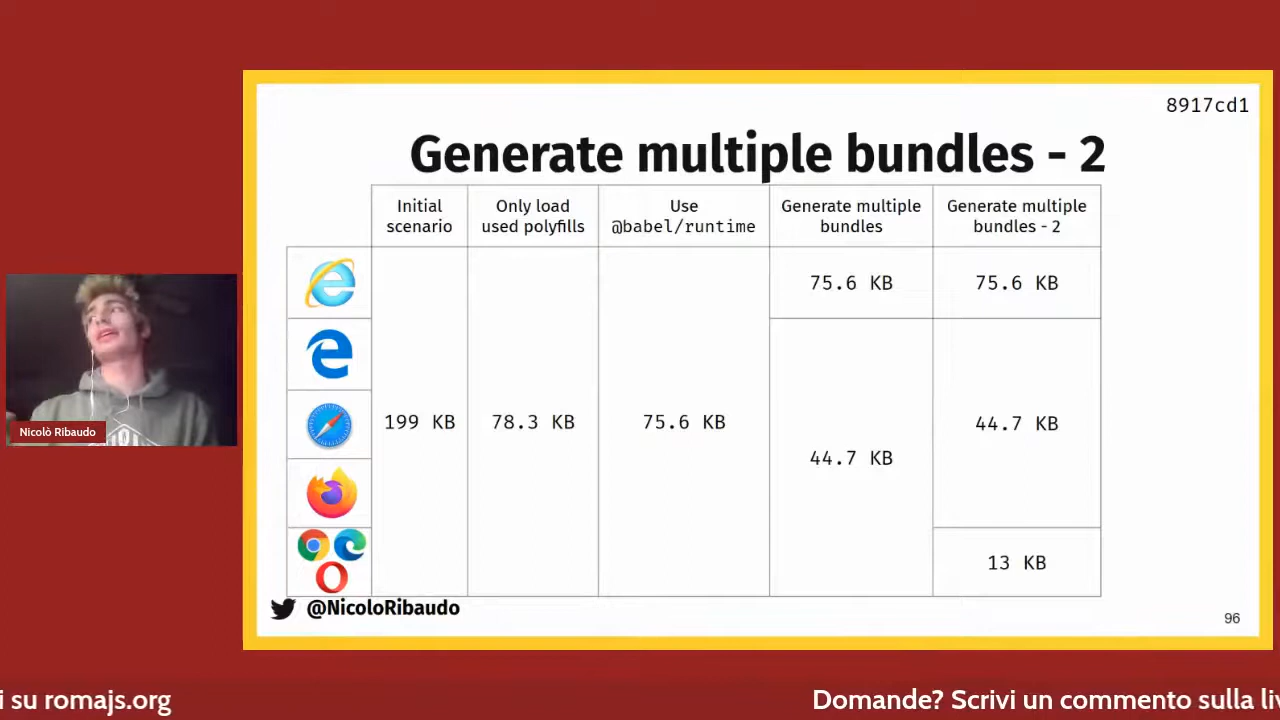 8917cd1
Generate multiple bundles - 2
Initial scenario
Only load used polyfills
Use @babel/runtime
Generate multiple bundles
Generate multiple bundles - 2
75.6 KB
75.6 KB
199 KB
78.3 KB
75.6 KB
44.7 KB
44.7 KB
13 KB
@NicoloRibaudo
96
Nicolò Ribaudo
i su romajs.org
Domande? Scrivi un commento sulla liv